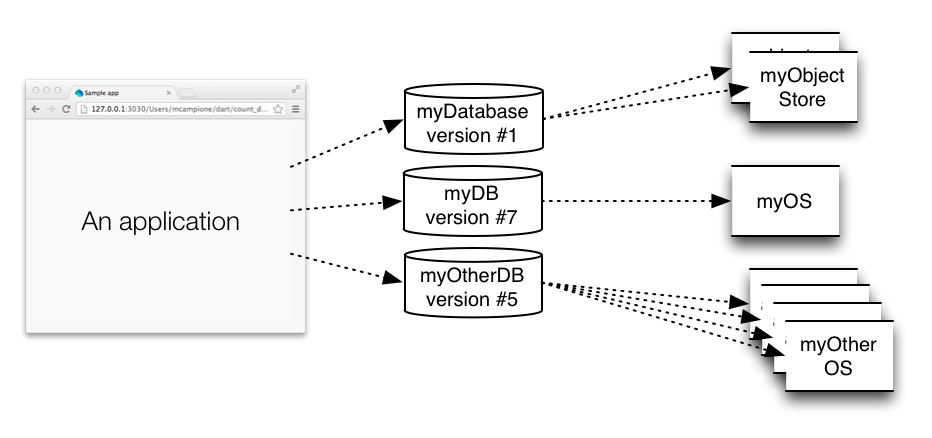 Sample app
127.0.0.1:3030/Users/mcampione/dart/count_d...
An application
myDatabase
version #1
myDB
version #7
myOtherDB
version #5
myObject
Store
myOS
myOther
OS